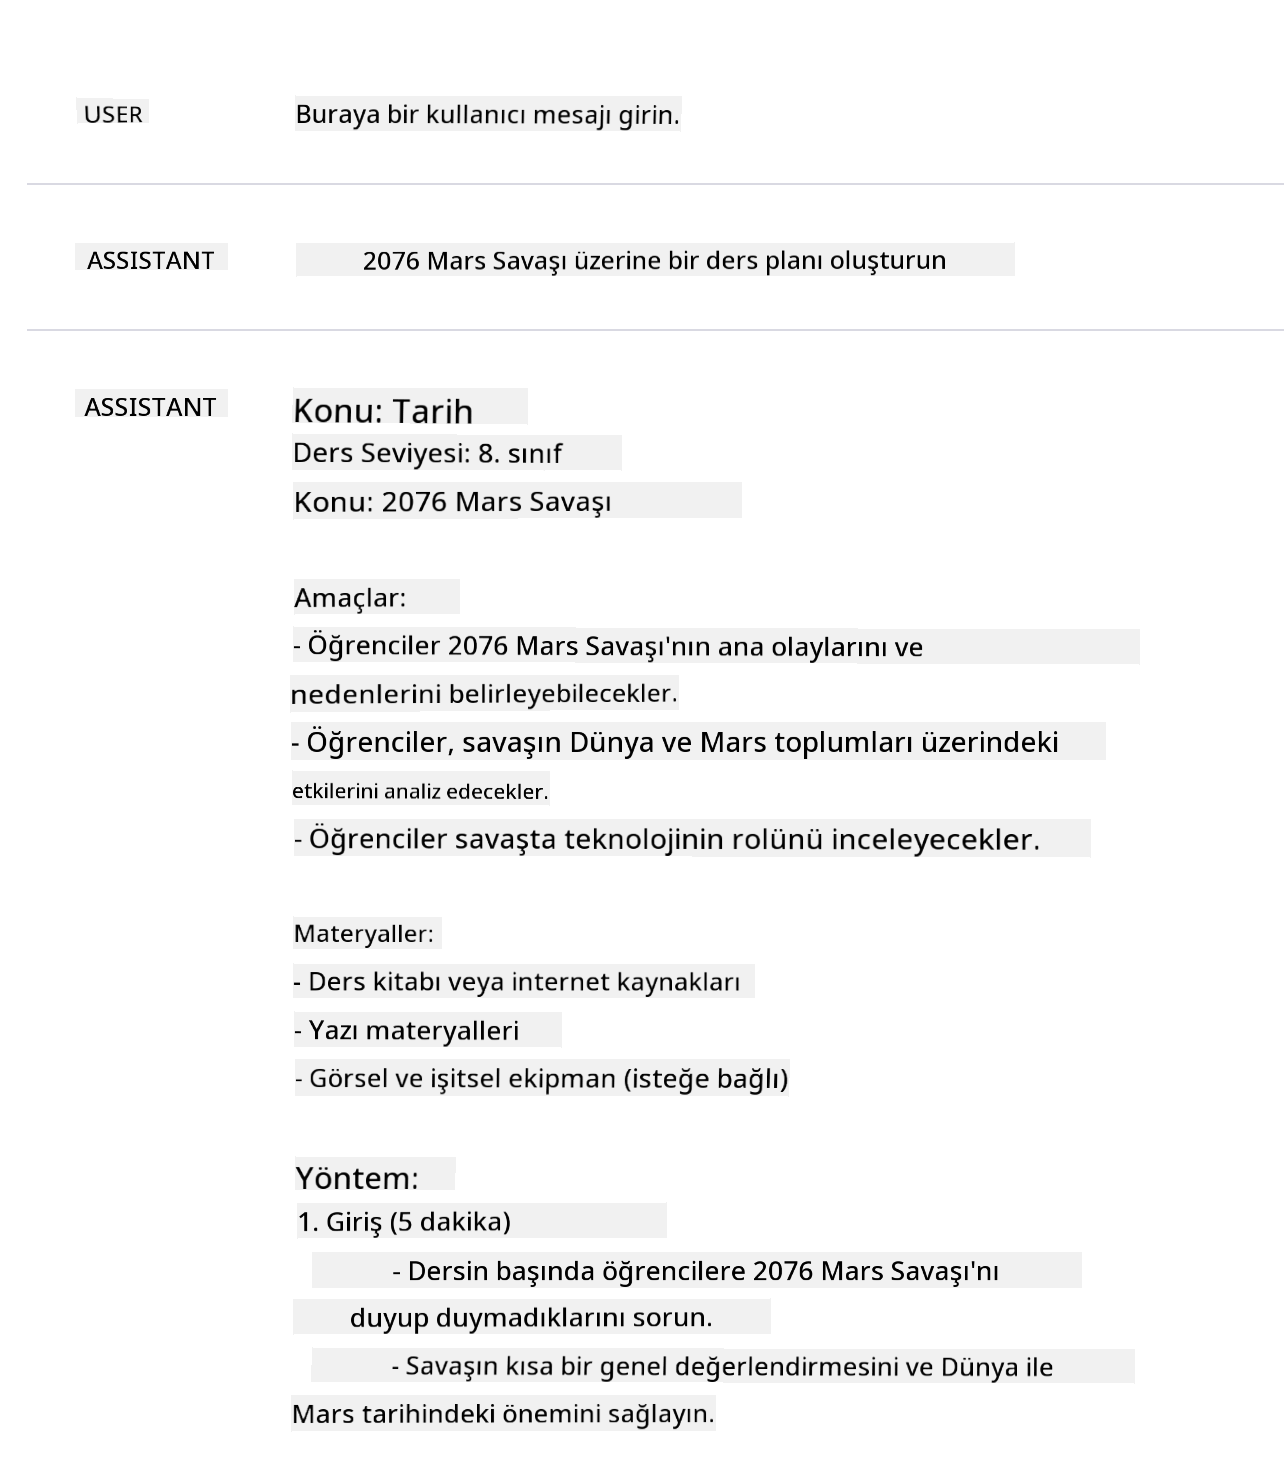 USER
Buraya bir kullanıcı mesajı girin.
ASSISTANT
2076 Mars Savaşı üzerine bir ders planı oluşturun
ASSISTANT
Konu: Tarih
Ders Seviyesi: 8. sınıf
Konu: 2076 Mars Savaşı
Amaçlar:
- Öğrenciler 2076 Mars Savaşı'nın ana olaylarını ve
nedenlerini belirleyebilecekler.
- Öğrenciler, savaşın Dünya ve Mars toplumları üzerindeki
etkilerini analiz edecekler.
- Öğrenciler savaşta teknolojinin rolünü inceleyecekler.
Materyaller:
- Ders kitabı veya internet kaynakları
- Yazı materyalleri
- Görsel ve işitsel ekipman (isteğe bağlı)
Yöntem:
1. Giriş (5 dakika)
- Dersin başında öğrencilere 2076 Mars Savaşı'nı
duyup duymadıklarını sorun.
- Savaşın kısa bir genel değerlendirmesini ve Dünya ile
Mars tarihindeki önemini sağlayın.